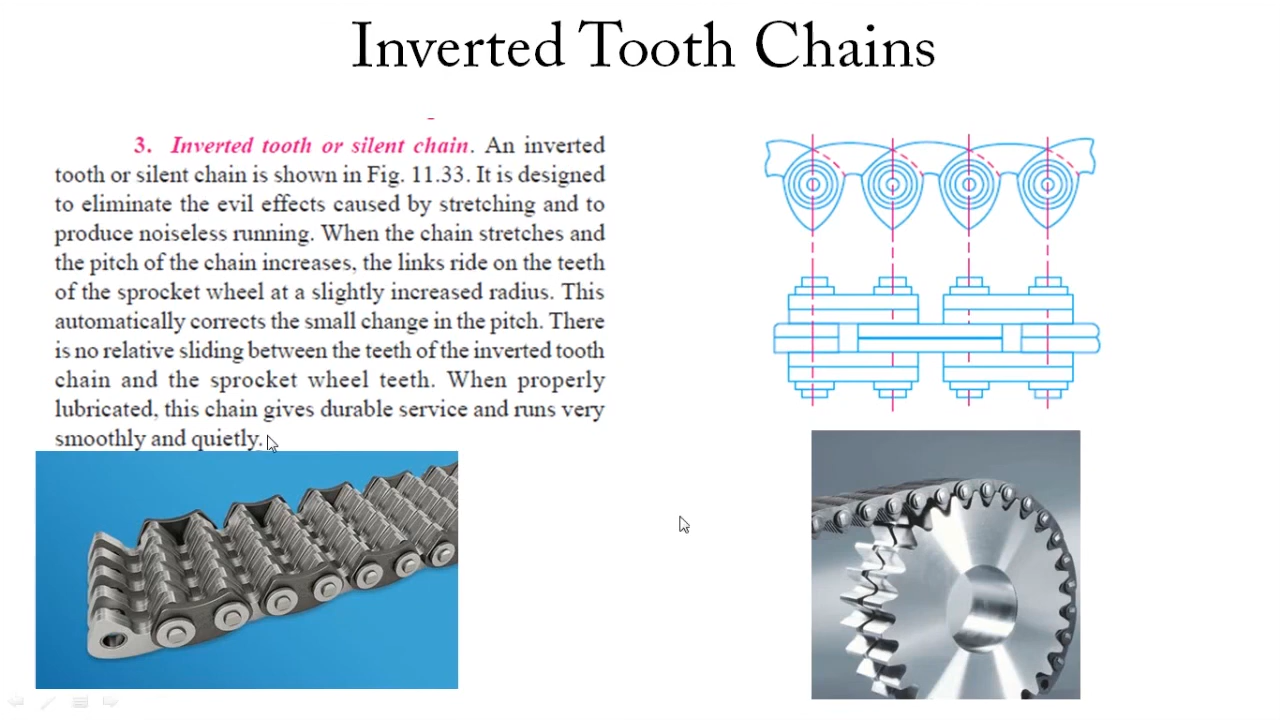 Inverted Tooth Chains
3. Inverted tooth or silent chain. An inverted
tooth or silent chain is shown in Fig. 11.33. It is designed
to eliminate the evil effects caused by stretching and to
produce noiseless running. When the chain stretches and
the pitch of the chain increases, the links ride on the teeth
of the sprocket wheel at a slightly increased radius. This
automatically corrects the small change in the pitch. There
is no relative sliding between the teeth of the inverted tooth
chain and the sprocket wheel teeth. When properly
lubricated, this chain gives durable service and runs very
smoothly and quietly.